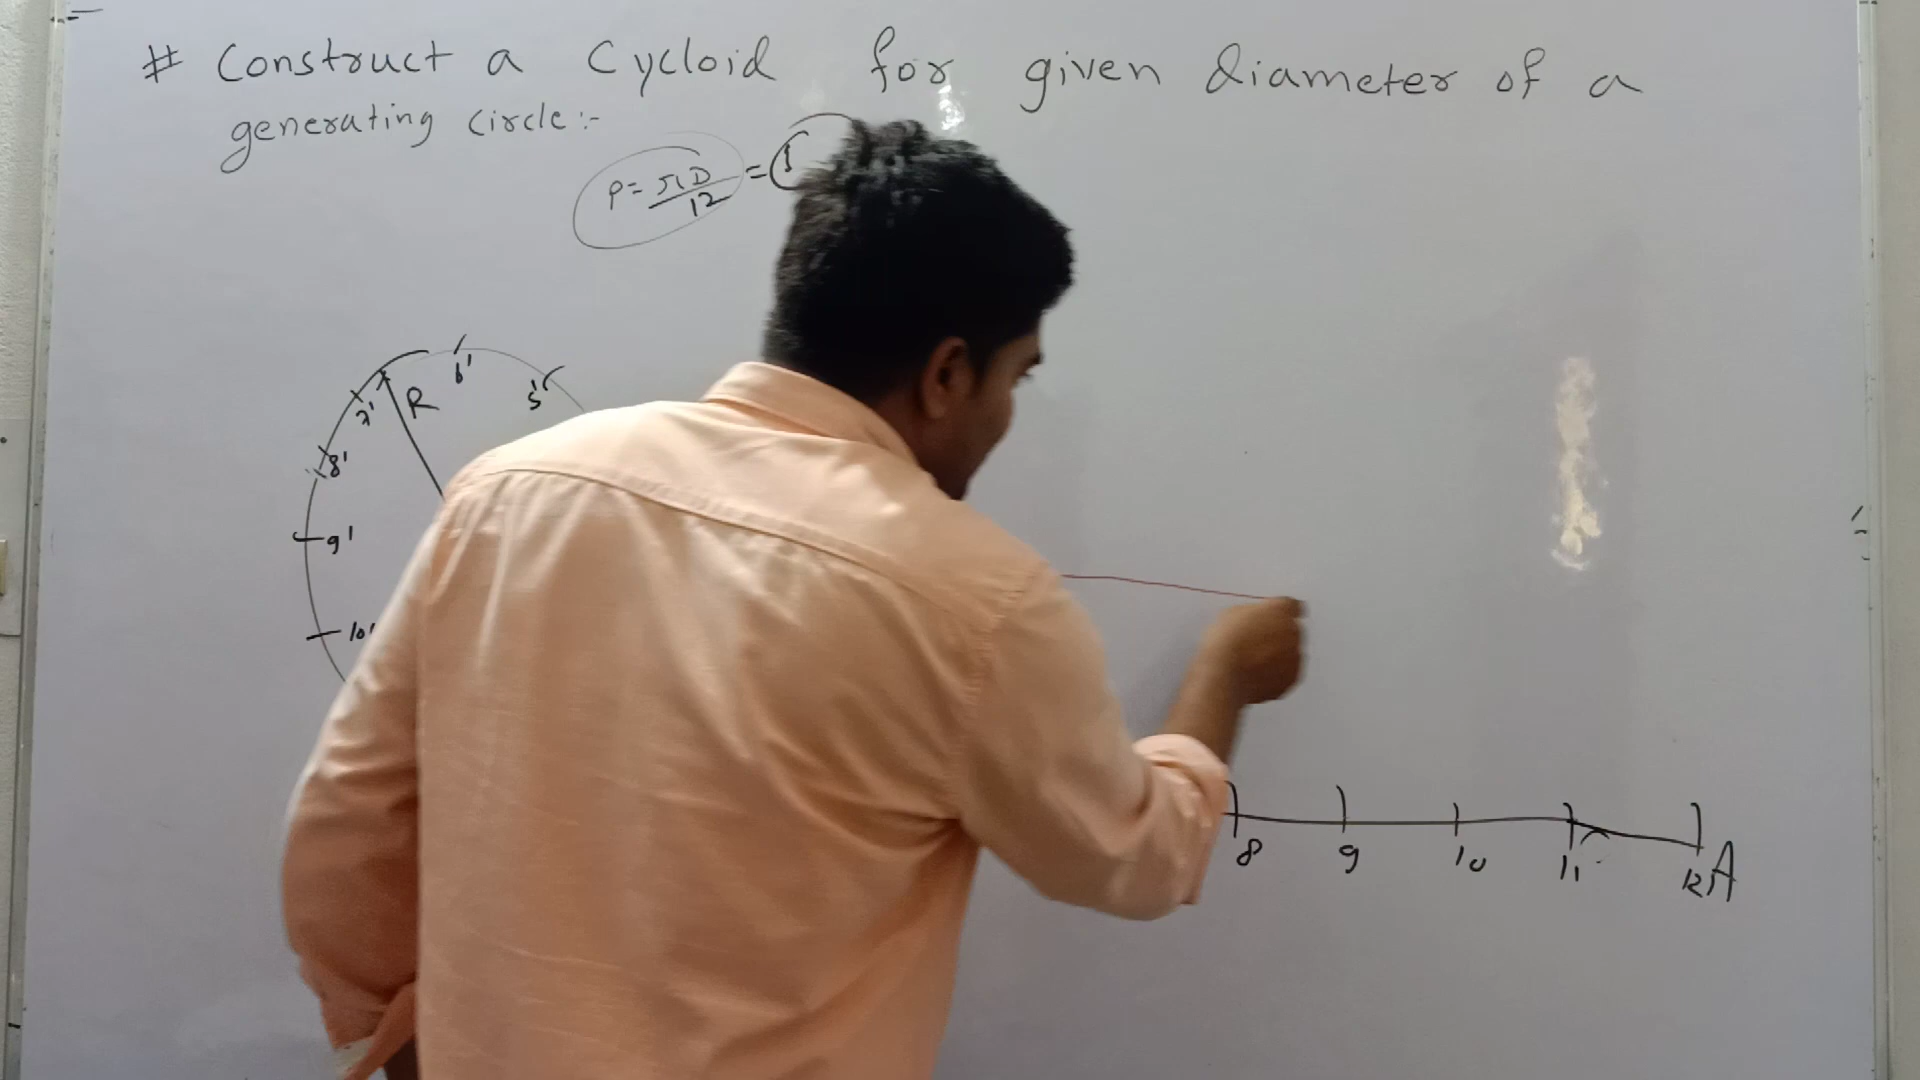 # Construct a Cycloid for given diameter of a
generating circle:-
P = πD/12 = 
6'
5'
R
7'
8'
9'
10'
8 9 10 11 12 A